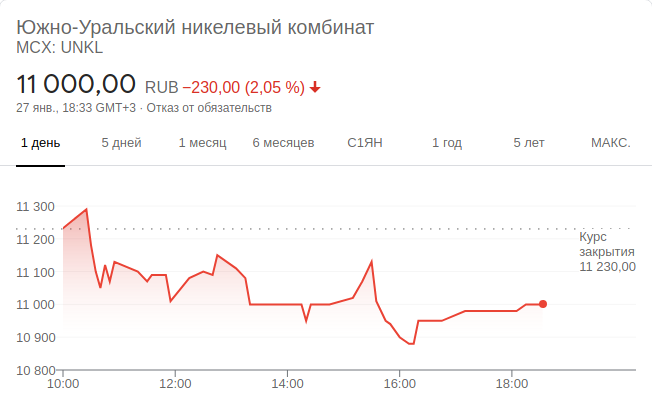 Южно-Уральский никелевый комбинат
MCX: UNKL
11 000,00 RUB −230,00 (2,05 %)
27 янв., 18:33 GMT+3 · Отказ от обязательств
1 день 5 дней 1 месяц 6 месяцев С1ЯН 1 год 5 лет МАКС.
11 300
11 200
11 100
11 000
10 900
10 800
Курс
закрытия
11 230,00
10:00 12:00 14:00 16:00 18:00